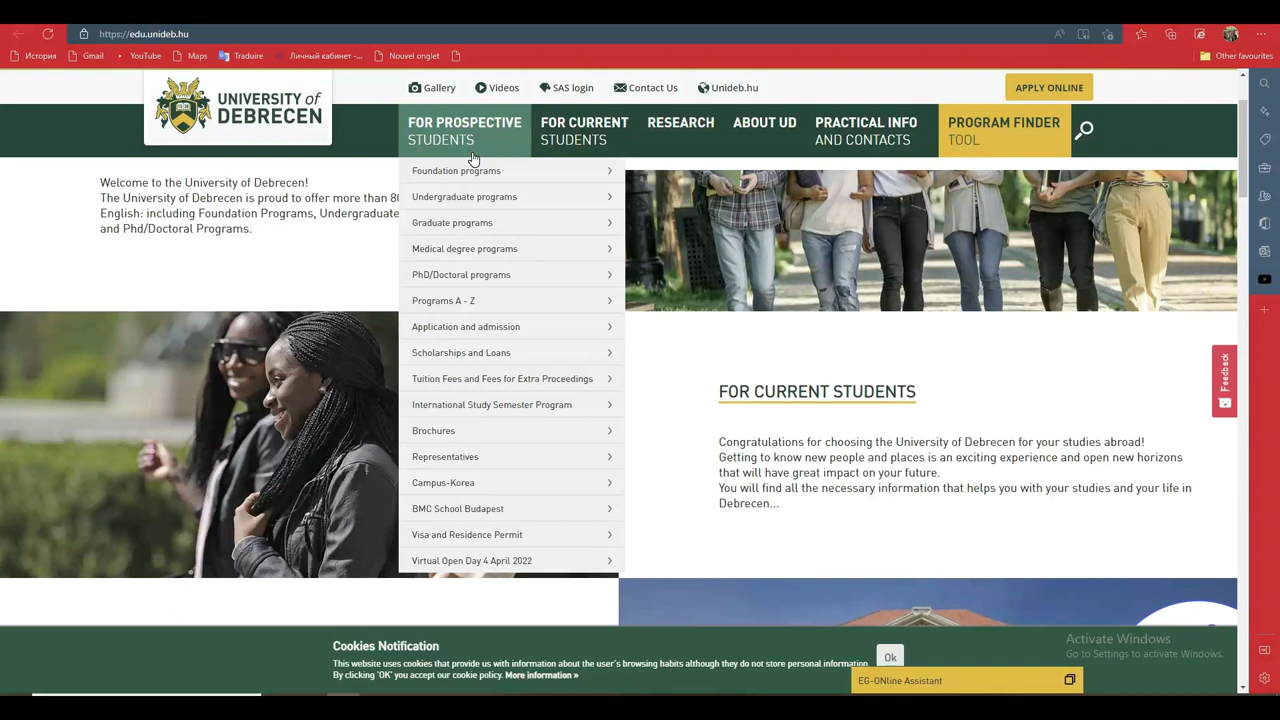 https://edu.unideb.hu
История
Gmail
YouTube
Maps
Traduire
Личный кабинет -...
Nouvel onglet
Other favourites
UNIVERSITY of
DEBRECEN
Gallery
Videos
SAS login
Contact Us
Unideb.hu
APPLY ONLINE
FOR PROSPECTIVE
STUDENTS
FOR CURRENT
STUDENTS
RESEARCH
ABOUT UD
PRACTICAL INFO
AND CONTACTS
PROGRAM FINDER
TOOL
Welcome to the University of Debrecen!
The University of Debrecen is proud to offer more than 80
English: including Foundation Programs, Undergraduate
and Phd/Doctoral Programs.
Foundation programs
Undergraduate programs
Graduate programs
Medical degree programs
PhD/Doctoral programs
Programs A - Z
Application and admission
Scholarships and Loans
Tuition Fees and Fees for Extra Proceedings
International Study Semester Program
Brochures
Representatives
Campus-Korea
BMC School Budapest
Visa and Residence Permit
Virtual Open Day 4 April 2022
FOR CURRENT STUDENTS
Congratulations for choosing the University of Debrecen for your studies abroad!
Getting to know new people and places is an exciting experience and open new horizons
that will have great impact on your future.
You will find all the necessary information that helps you with your studies and your life in
Debrecen...
Feedback
Cookies Notification
This website uses cookies that provide us with information about the user's browsing habits although they do not store personal information.
By clicking 'OK' you accept our cookie policy. More information »
Ok
EG-ONline Assistant
Activate Windows
Go to Settings to activate Windows.